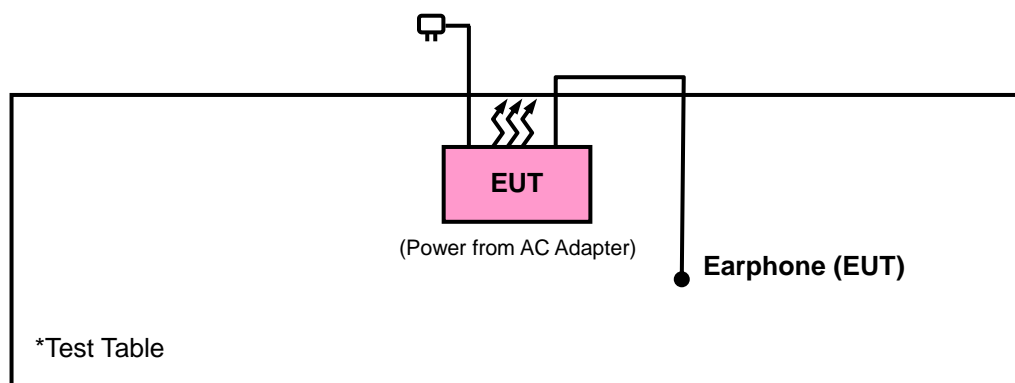 EUT
(Power from AC Adapter)
Earphone (EUT)
*Test Table